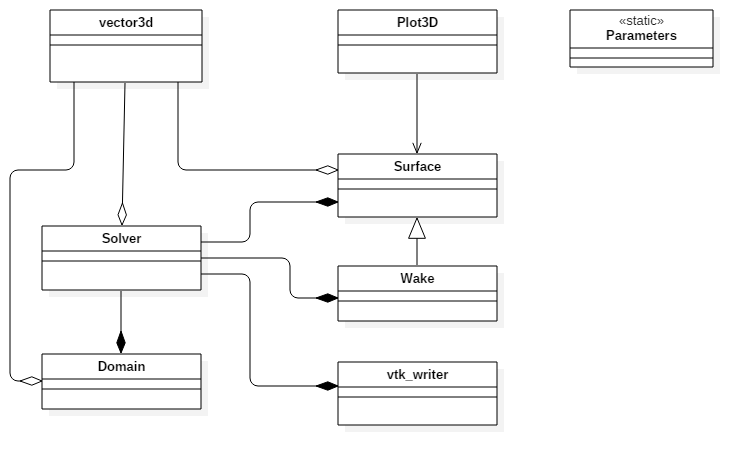 vector3d
Plot3D
«static»
Parameters
Surface
Solver
Wake
Domain
vtk_writer